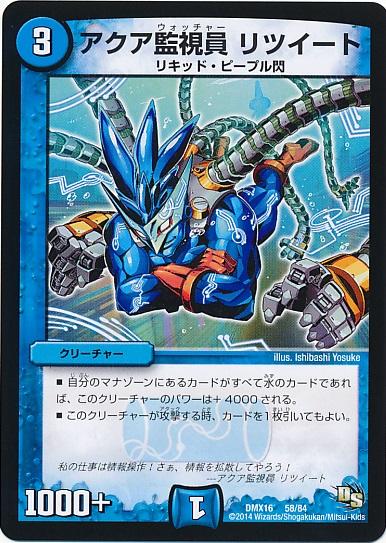 3
ウォッチャー
アクア監視員 リツイート
リキッド・ピープル閃
クリーチャー
illus. Ishibashi Yosuke
■ 自分のマナゾーンにあるカードがすべて水のカードであれ
ば、このクリーチャーのパワーは+4000される。
■ このクリーチャーが攻撃する時、カードを1枚引いてもよい。
私の仕事は情報操作！さぁ、情報を拡散してやろう！
---アクア監視員 リツイート
1000+
1
DMX16 58/84
DS
©2014 Wizards/Shogakukan/Mitsui-Kids